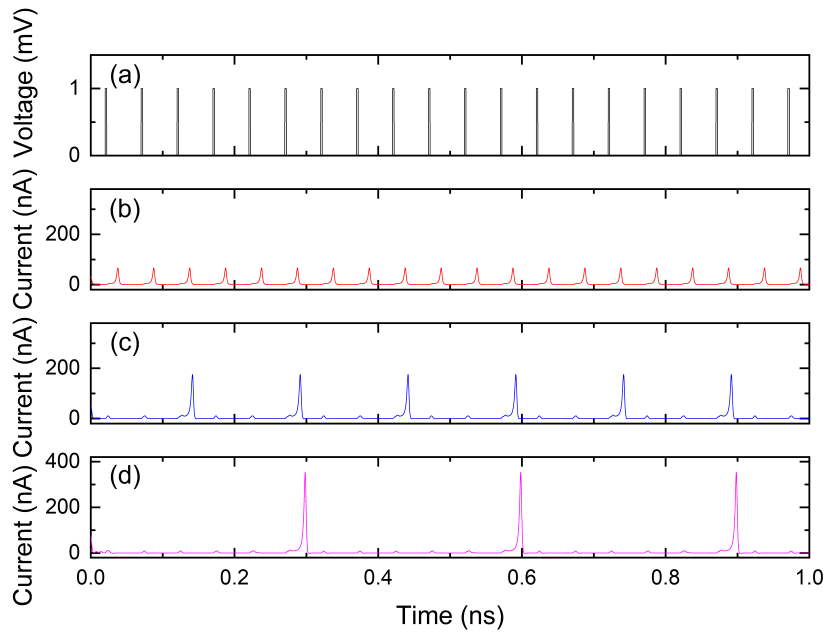 Voltage (mV)
(a)
1
0
Current (nA)
(b)
200
0
Current (nA)
(c)
200
0
Current (nA)
(d)
400
200
0
0.0 0.2 0.4 0.6 0.8 1.0
Time (ns)